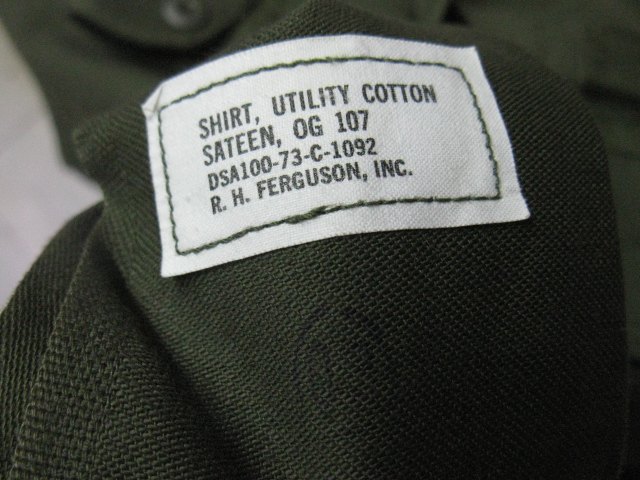 SHIRT, UTILITY COTTON
SATEEN, OG 107
DSA100-73-C-1092
R. H. FERGUSON, INC.